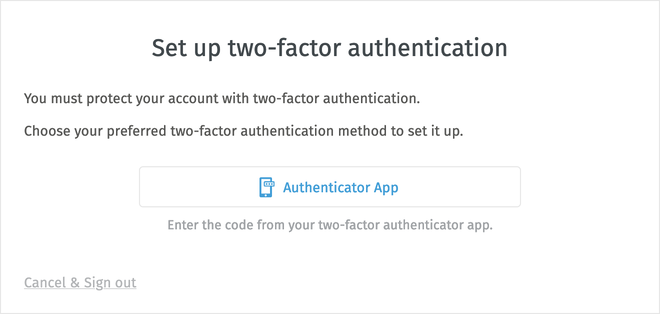 Set up two-factor authentication
You must protect your account with two-factor authentication.
Choose your preferred two-factor authentication method to set it up.
Authenticator App
Enter the code from your two-factor authenticator app.
Cancel & Sign out